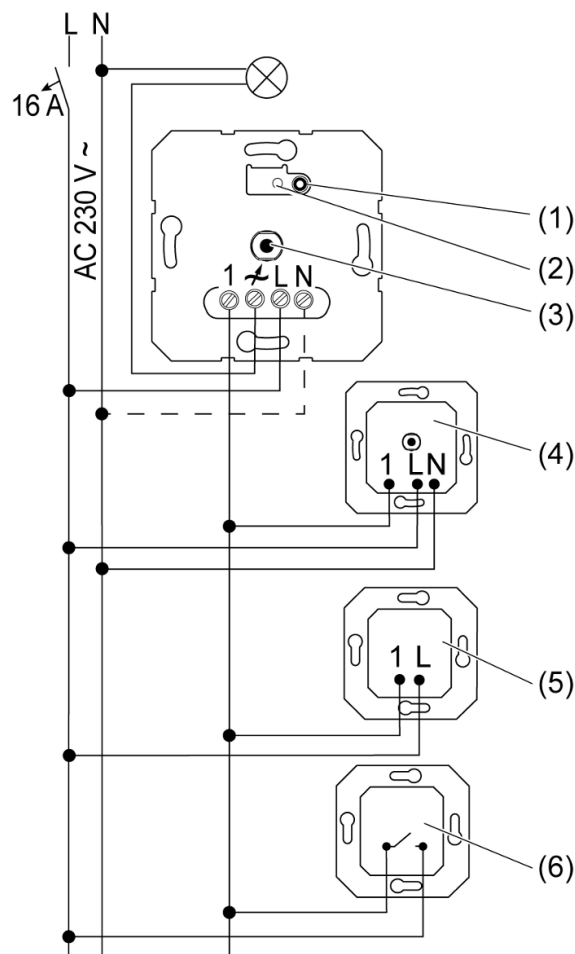 L N
16 A
AC 230 V ~
(1)
(2)
(3)
1 L N
(4)
1 L N
(5)
1 L
(6)